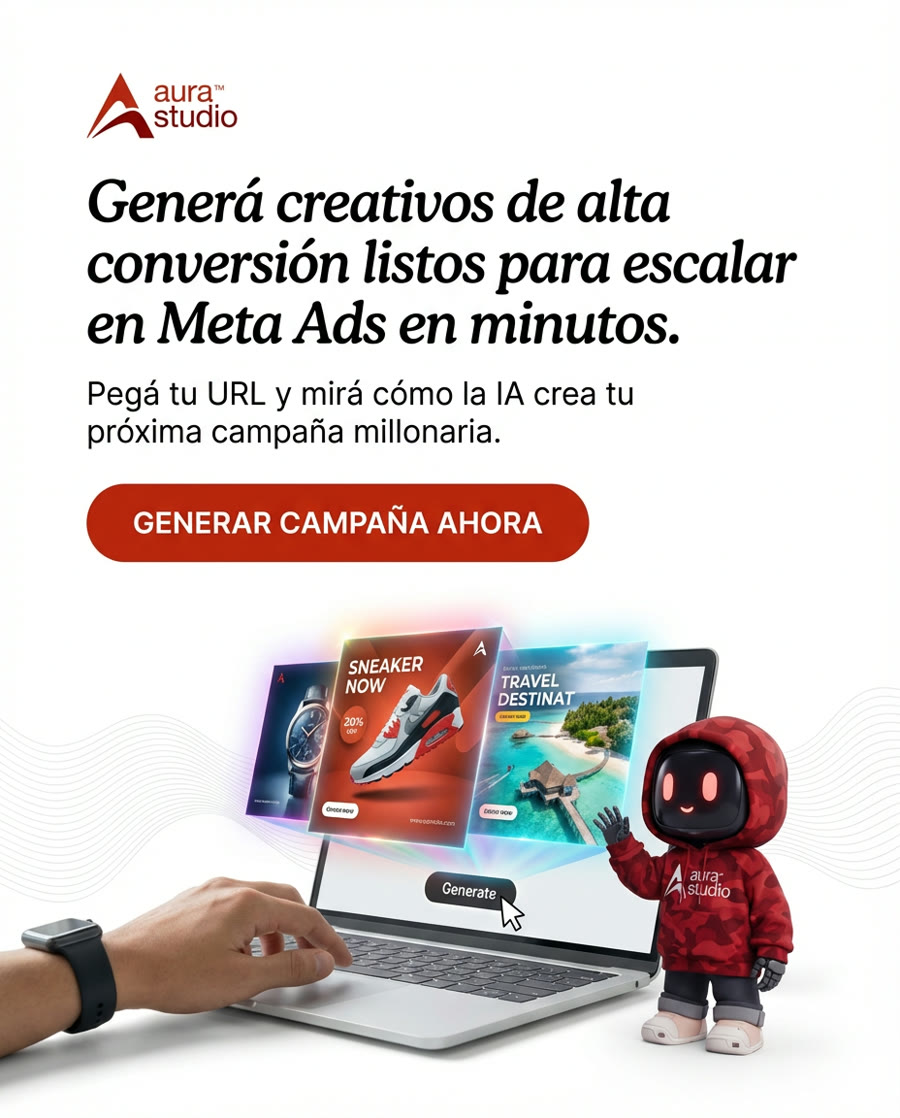 aura™
studio
Generá creativos de alta
conversión listos para escalar
en Meta Ads en minutos.
Pegá tu URL y mirá cómo la IA crea tu
próxima campaña millonaria.
GENERAR CAMPAÑA AHORA
SNEAKER
NOW
20%
TRAVEL
DESTINAT
Generate
aura
studio